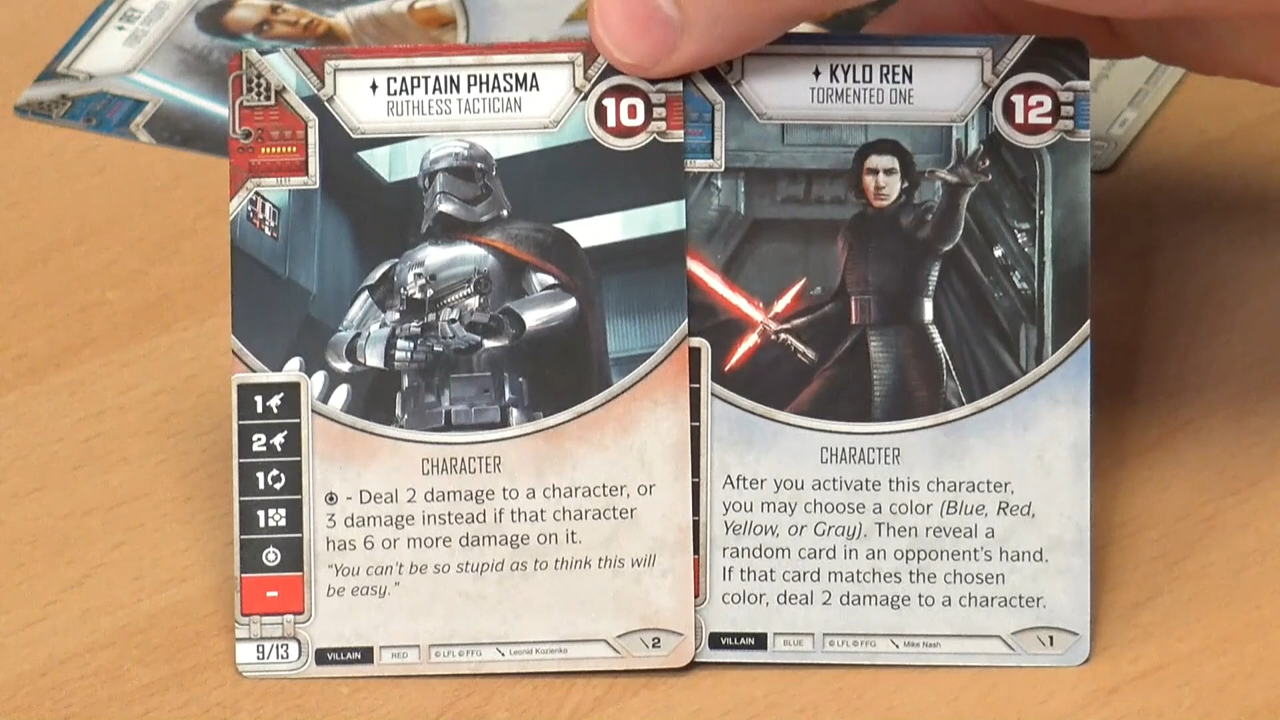 REY
CAPTAIN PHASMA
RUTHLESS TACTICIAN
10
1
2
1
1
-
9/13
CHARACTER
- Deal 2 damage to a character, or
3 damage instead if that character
has 6 or more damage on it.
"You can't be so stupid as to think this will
be easy."
VILLAIN
RED
© LFL © FFG
Leonid Kozienko
2
KYLO REN
TORMENTED ONE
12
CHARACTER
After you activate this character,
you may choose a color (Blue, Red,
Yellow, or Gray). Then reveal a
random card in an opponent's hand.
If that card matches the chosen
color, deal 2 damage to a character.
VILLAIN
BLUE
© LFL © FFG
Mike Nash
1